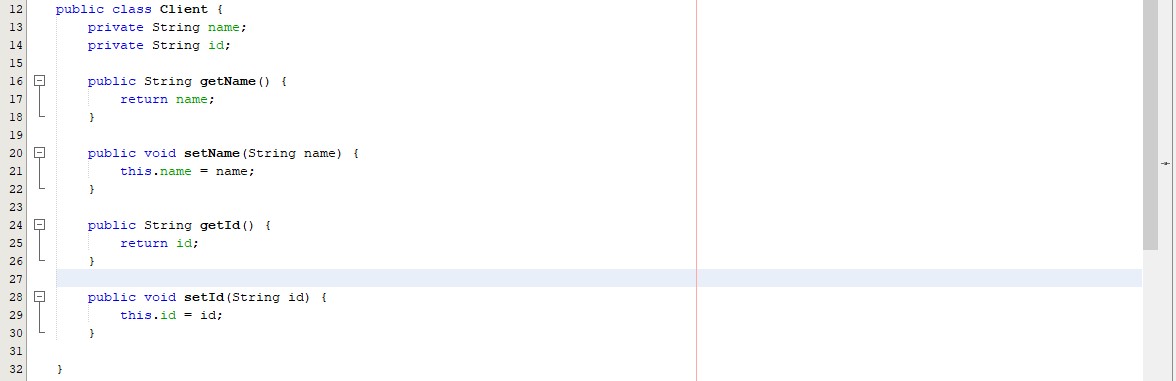 12 public class Client {
13     private String name;
14     private String id;
15
16     public String getName() {
17         return name;
18     }
19
20     public void setName(String name) {
21         this.name = name;
22     }
23
24     public String getId() {
25         return id;
26     }
27
28     public void setId(String id) {
29         this.id = id;
30     }
31
32 }